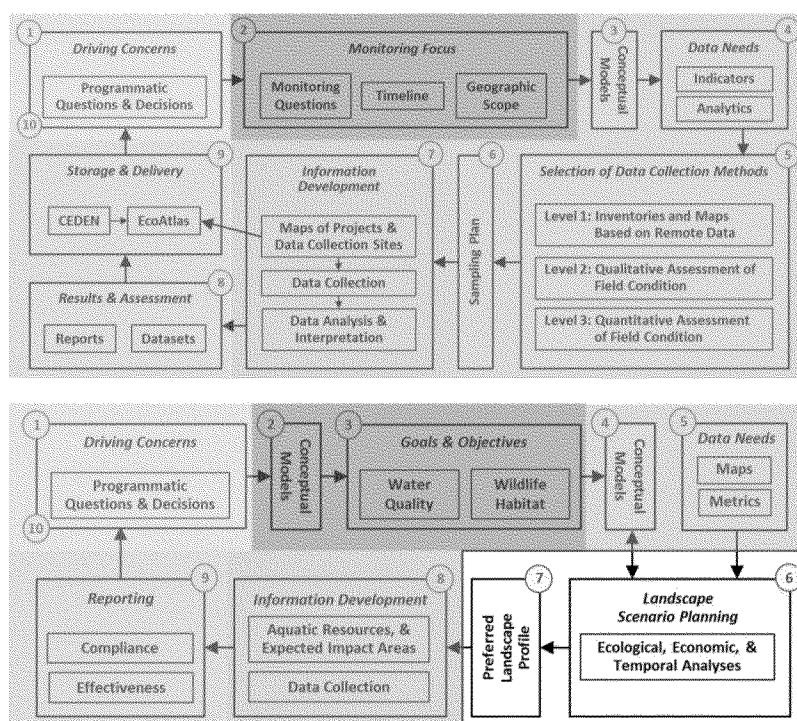 1
Driving Concerns
Programmatic
Questions & Decisions
10
2
Monitoring Focus
Monitoring
Questions
Timeline
Geographic
Scope
3
Conceptual
Models
4
Data Needs
Indicators
Analytics
5
Selection of Data Collection Methods
Level 1: Inventories and Maps
Based on Remote Data
Level 2: Qualitative Assessment of
Field Condition
Level 3: Quantitative Assessment
of Field Condition
6
Sampling Plan
7
Information
Development
Maps of Projects &
Data Collection Sites
Data Collection
Data Analysis &
Interpretation
8
Results & Assessment
Reports
Datasets
9
Storage & Delivery
CEDEN
EcoAtlas
1
Driving Concerns
Programmatic
Questions & Decisions
10
2
Conceptual
Models
3
Goals & Objectives
Water
Quality
Wildlife
Habitat
4
Conceptual
Models
5
Data Needs
Maps
Metrics
6
Landscape
Scenario Planning
Ecological, Economic, &
Temporal Analyses
7
Preferred
Landscape
Profile
8
Information Development
Aquatic Resources, &
Expected Impact Areas
Data Collection
9
Reporting
Compliance
Effectiveness